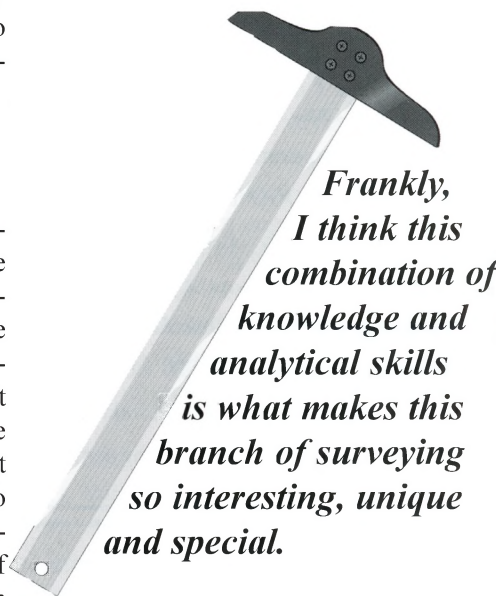 Frankly,
I think this
combination of
knowledge and
analytical skills
is what makes this
branch of surveying
so interesting, unique
and special.